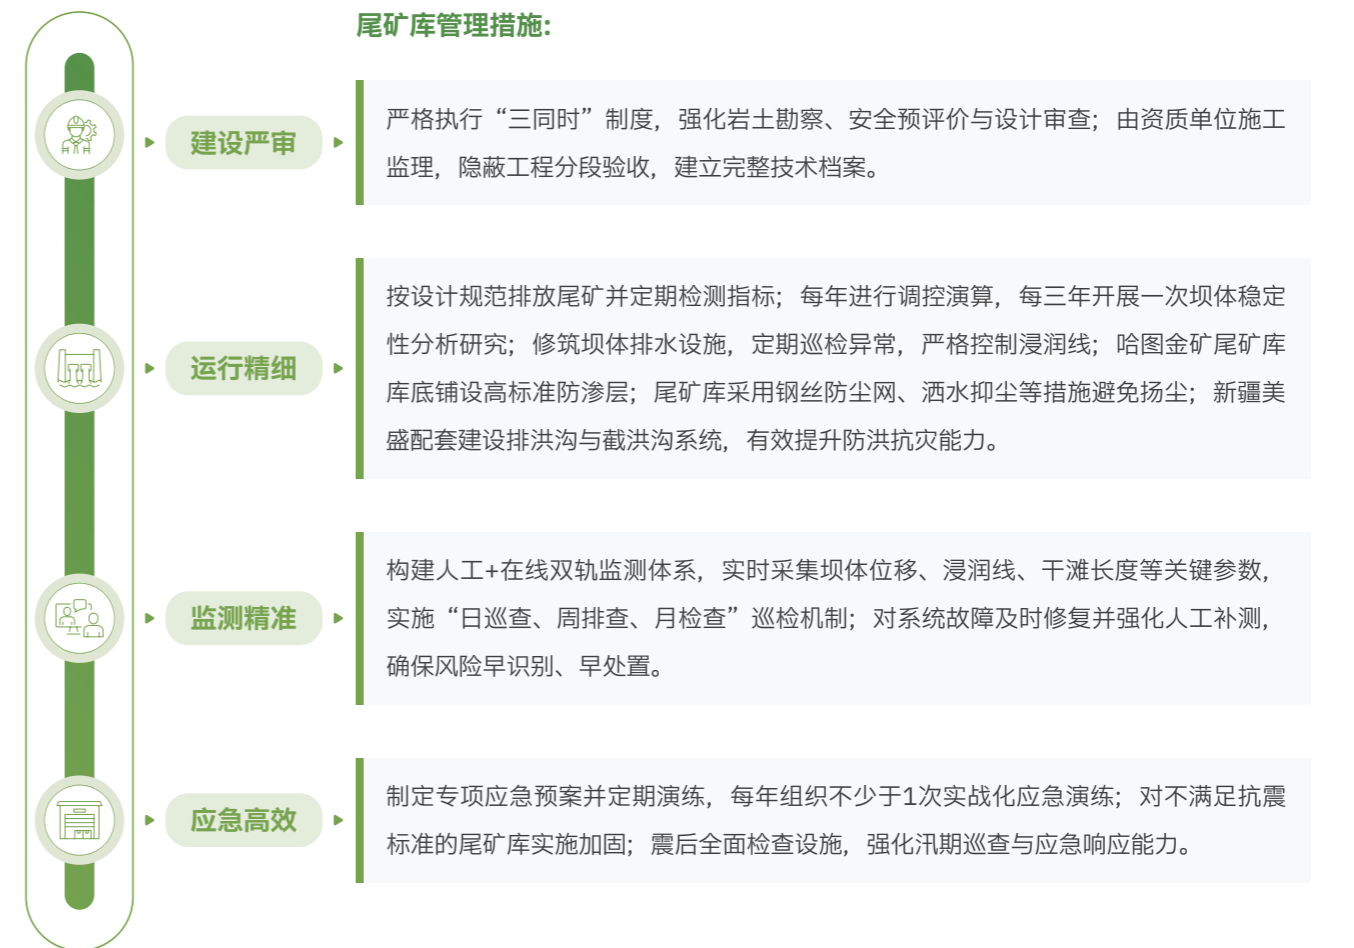 尾矿库管理措施:
建设严审
严格执行“三同时”制度，强化岩土勘察、安全预评价与设计审查；由资质单位施工
监理，隐蔽工程分段验收，建立完整技术档案。
运行精细
按设计规范排放尾矿并定期检测指标；每年进行调控演算，每三年开展一次坝体稳定
性分析研究；修筑坝体排水设施，定期巡检异常，严格控制浸润线；哈图金矿尾矿库
库底铺设高标准防渗层；尾矿库采用钢丝防尘网、洒水抑尘等措施避免扬尘；新疆美
盛配套建设排洪沟与截洪沟系统，有效提升防洪抗灾能力。
监测精准
构建人工+在线双轨监测体系，实时采集坝体位移、浸润线、干滩长度等关键参数，
实施“日巡查、周排查、月检查”巡检机制；对系统故障及时修复并强化人工补测，
确保风险早识别、早处置。
应急高效
制定专项应急预案并定期演练，每年组织不少于1次实战化应急演练；对不满足抗震
标准的尾矿库实施加固；震后全面检查设施，强化汛期巡查与应急响应能力。